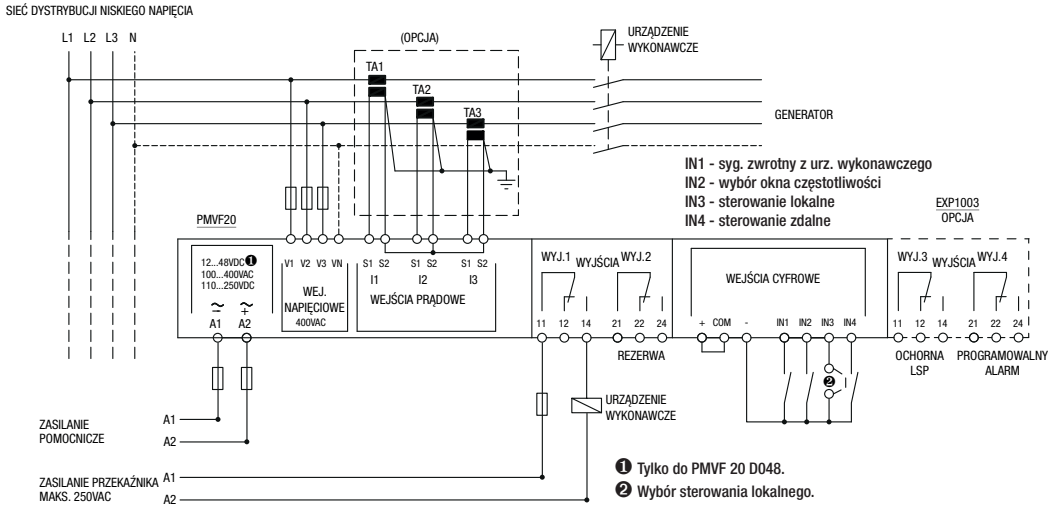 SIEĆ DYSTRYBUCJI NISKIEGO NAPIĘCIA
L1 L2 L3 N
(OPCJA)
URZĄDZENIE
WYKONAWCZE
TA1
TA2
TA3
GENERATOR
IN1 - syg. zwrotny z urz. wykonawczego
IN2 - wybór okna częstotliwości
IN3 - sterowanie lokalne
IN4 - sterowanie zdalne
EXP1003
OPCJA
PMVF20
12...48VDC❶
100...400VAC
110...250VDC
~ ~
- +
A1 A2
V1 V2 V3 VN
WEJ.
NAPIĘCIOWE
400VAC
S1 S2 S1 S2 S1 S2
I1 I2 I3
WEJŚCIA PRĄDOWE
WYJ.1 WYJŚCIA WYJ.2
11 12 14 21 22 24
REZERWA
WEJŚCIA CYFROWE
+ COM - IN1 IN2 IN3 IN4
WYJ.3 WYJŚCIA WYJ.4
11 12 14 21 22 24
OCHORNA
LSP
PROGRAMOWALNY
ALARM
❷
URZĄDZENIE
WYKONAWCZE
ZASILANIE
POMOCNICZE
A1
A2
ZASILANIE PRZEKAŹNIKA
MAKS. 250VAC
A1
A2
❶ Tylko do PMVF 20 D048.
❷ Wybór sterowania lokalnego.